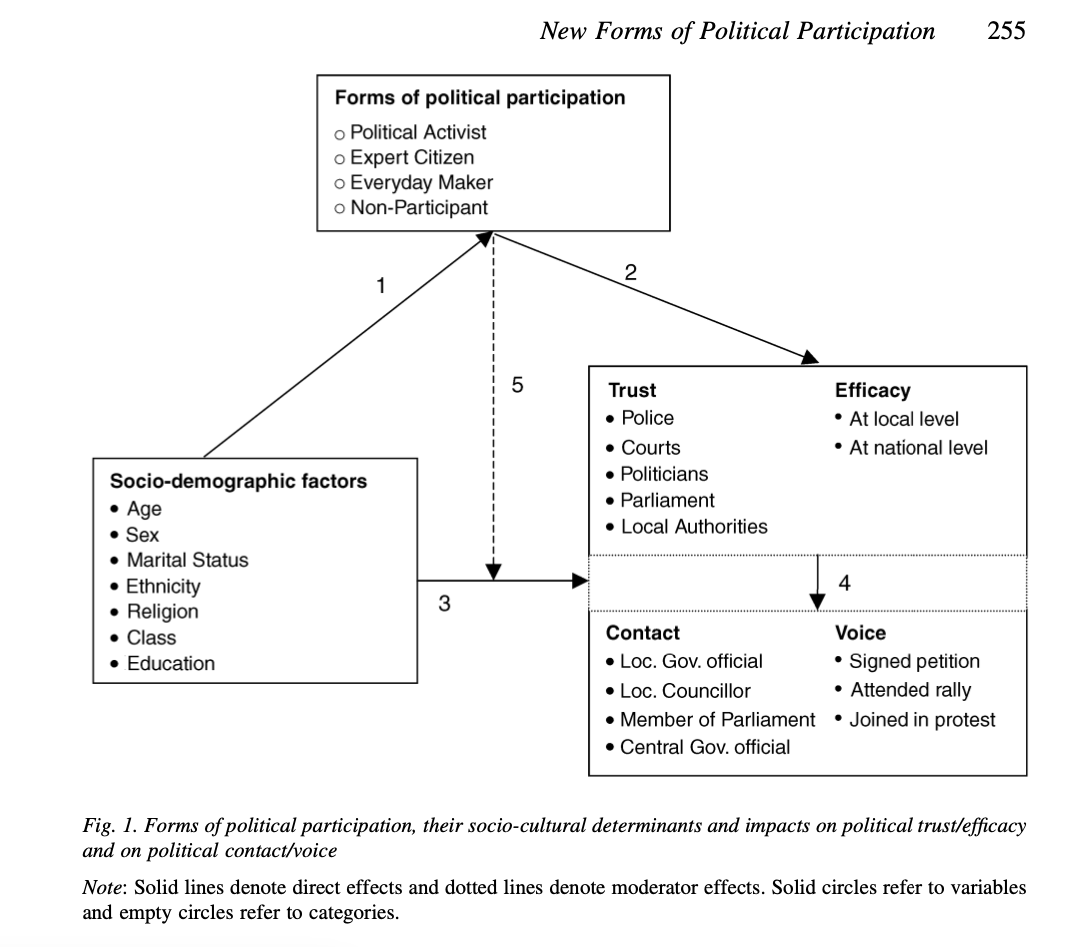 New Forms of Political Participation 255
Forms of political participation
○ Political Activist
○ Expert Citizen
○ Everyday Maker
○ Non-Participant
1
2
5
Trust
• Police
• Courts
• Politicians
• Parliament
• Local Authorities
Efficacy
• At local level
• At national level
Socio-demographic factors
• Age
• Sex
• Marital Status
• Ethnicity
• Religion
• Class
• Education
3
4
Contact
• Loc. Gov. official
• Loc. Councillor
• Member of Parliament
• Central Gov. official
Voice
• Signed petition
• Attended rally
• Joined in protest
Fig. 1. Forms of political participation, their socio-cultural determinants and impacts on political trust/efficacy
and on political contact/voice
Note: Solid lines denote direct effects and dotted lines denote moderator effects. Solid circles refer to variables
and empty circles refer to categories.